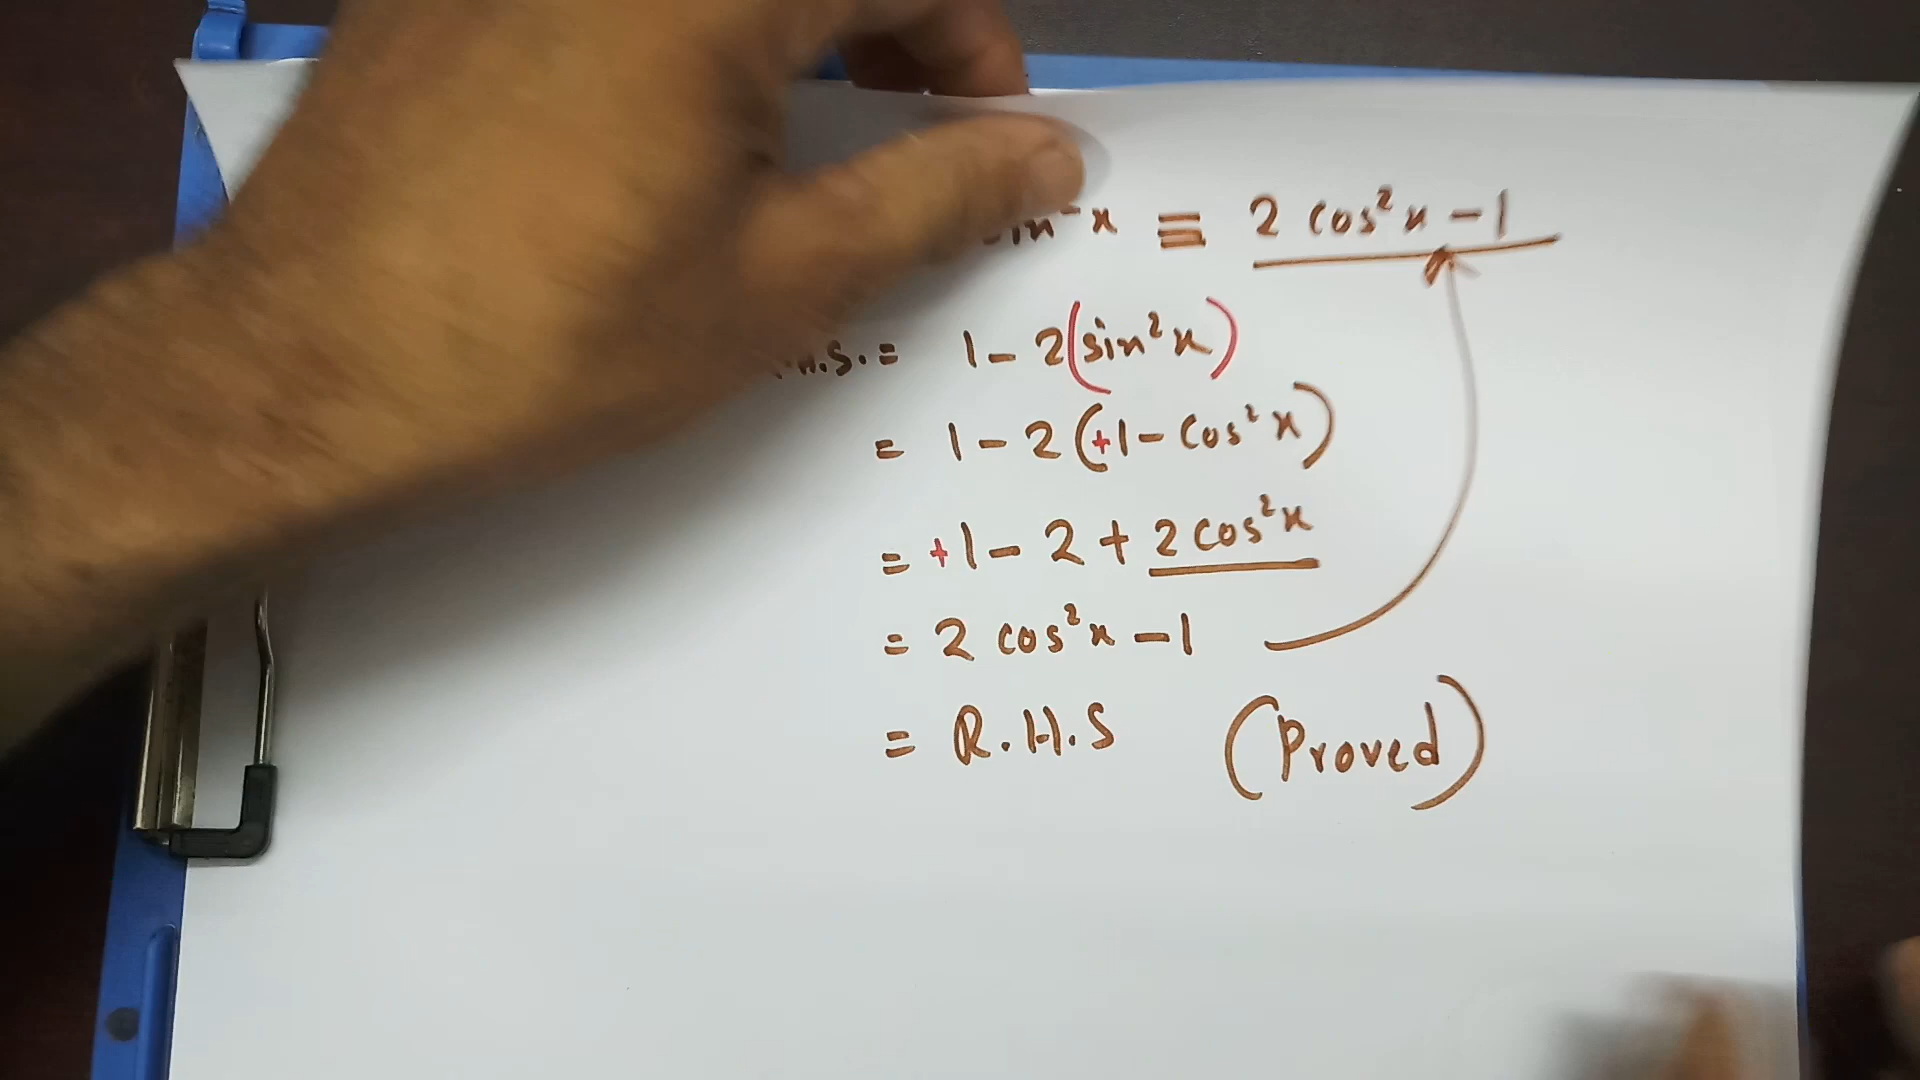 x ≡ 2 cos²x - 1
H.S. = 1 - 2(sin²x)
= 1 - 2(+1 - cos²x)
= +1 - 2 + 2 cos²x
= 2 cos²x - 1
= R.H.S (Proved)